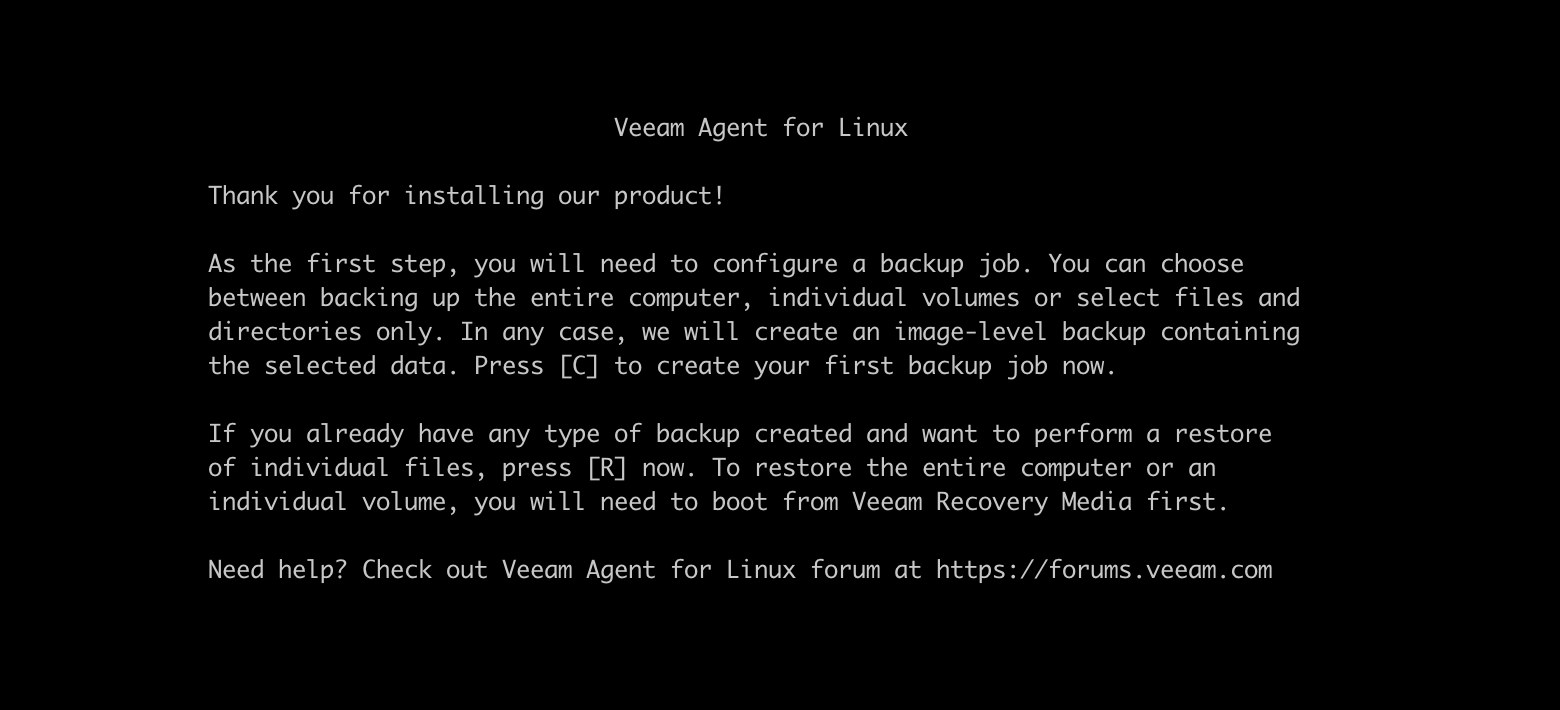 Veeam Agent for Linux
Thank you for installing our product!
As the first step, you will need to configure a backup job. You can choose
between backing up the entire computer, individual volumes or select files and
directories only. In any case, we will create an image-level backup containing
the selected data. Press [C] to create your first backup job now.
If you already have any type of backup created and want to perform a restore
of individual files, press [R] now. To restore the entire computer or an
individual volume, you will need to boot from Veeam Recovery Media first.
Need help? Check out Veeam Agent for Linux forum at https://forums.veeam.com